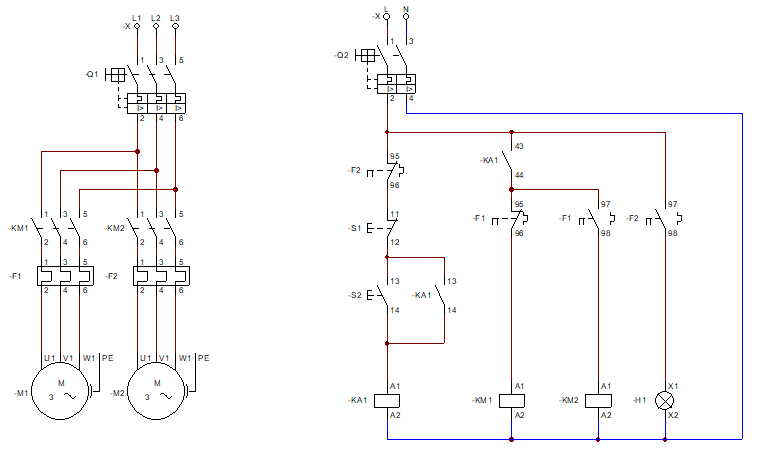 L1 L2 L3
-X
L N
-X
1 3 5
-Q1
I> I> I>
2 4 6
1 3
-Q2
I> I>
2 4
43
-KA1
44
95
-F2
96
95
-F1
96
97
-F1
98
97
-F2
98
1 3 5 1 3 5
-KM1 -KM2
2 4 6 2 4 6
11
-S1
12
1 3 5 1 3 5
-F1 -F2
2 4 6 2 4 6
13 13
-S2 -KA1
14 14
U1 V1 W1 PE U1 V1 W1 PE
M M
-M1 3 -M2 3
A1 A1 A1 X1
-KA1 -KM1 -KM2 -H1
A2 A2 A2 X2